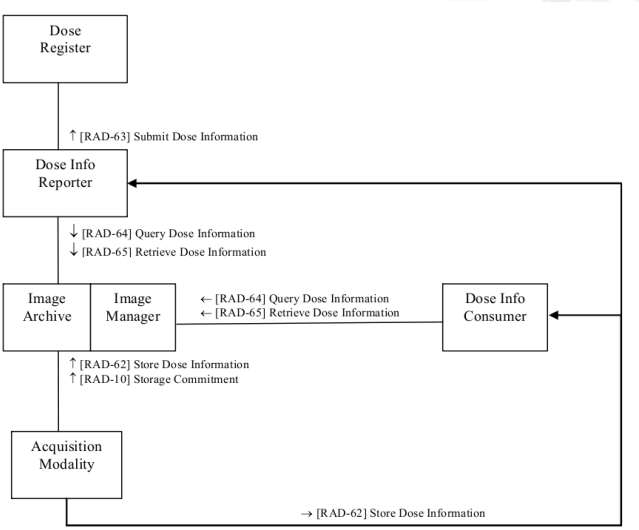 Dose
Register
↑ [RAD-63] Submit Dose Information
Dose Info
Reporter
↓ [RAD-64] Query Dose Information
↓ [RAD-65] Retrieve Dose Information
Image
Archive
Image
Manager
← [RAD-64] Query Dose Information
← [RAD-65] Retrieve Dose Information
Dose Info
Consumer
↑ [RAD-62] Store Dose Information
↑ [RAD-10] Storage Commitment
Acquisition
Modality
→ [RAD-62] Store Dose Information